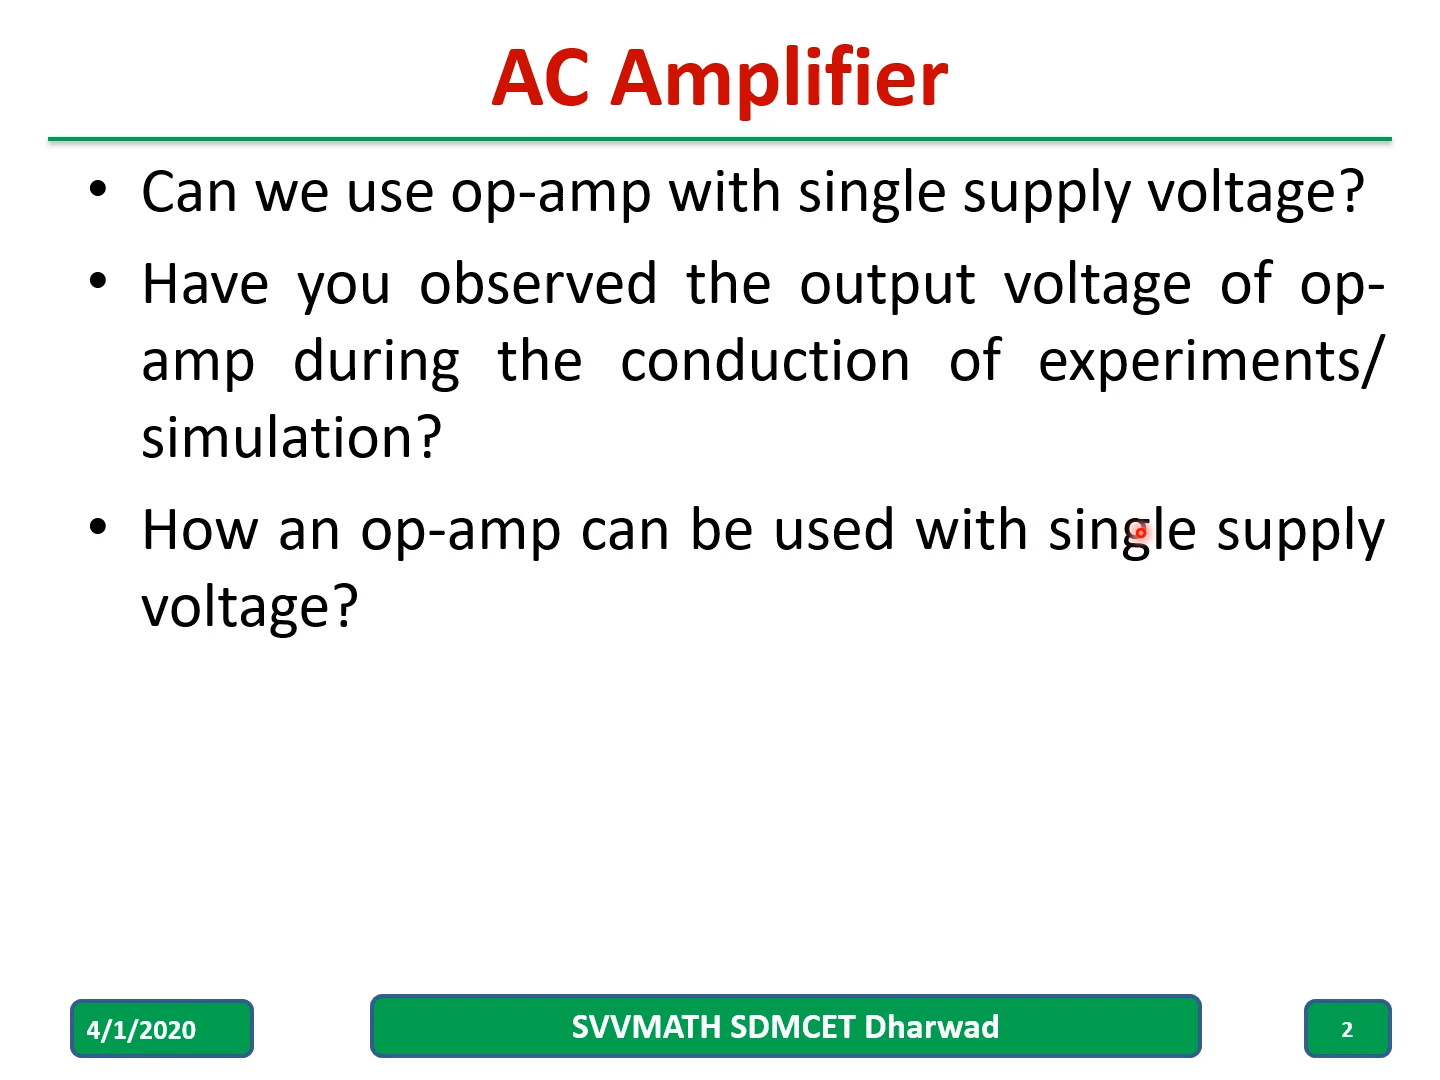 AC Amplifier
• Can we use op-amp with single supply voltage?
• Have you observed the output voltage of op-
amp during the conduction of experiments/
simulation?
• How an op-amp can be used with single supply
voltage?
4/1/2020
SVVMATH SDMCET Dharwad
2